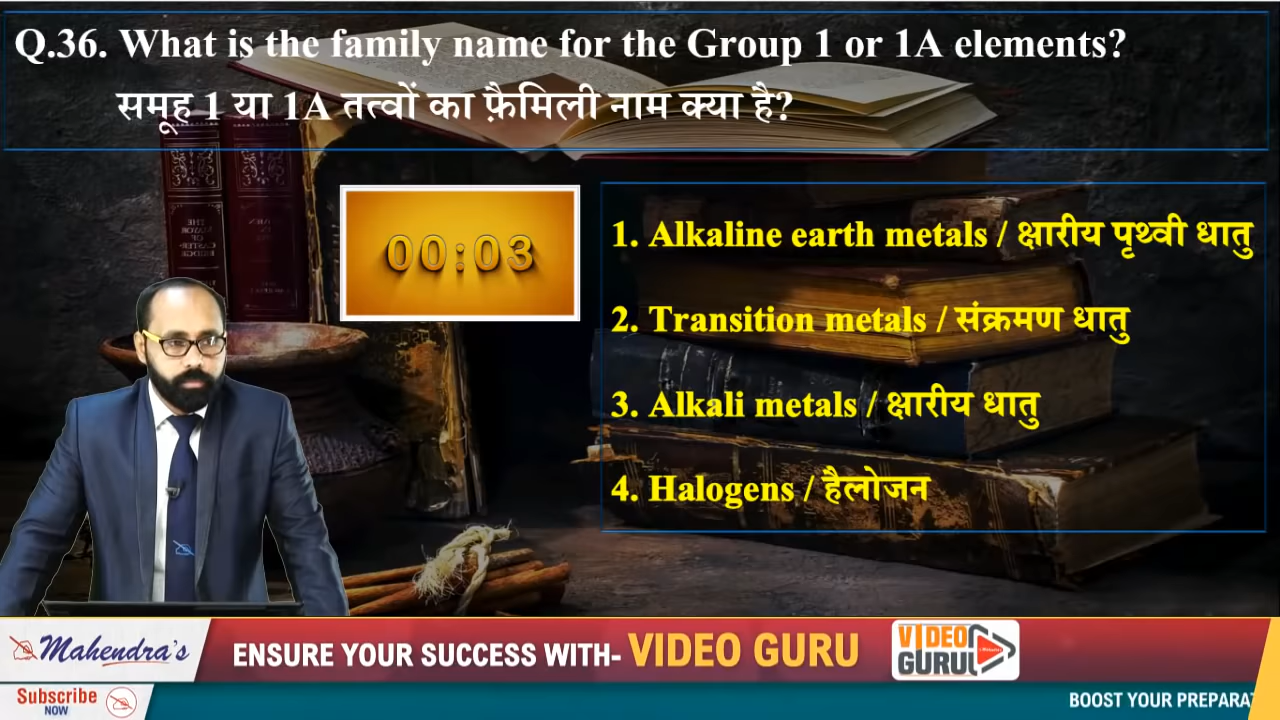 Q.36. What is the family name for the Group 1 or 1A elements?
समूह 1 या 1A तत्वों का फ़ैमिली नाम क्या है?
00:03
1. Alkaline earth metals / क्षारीय पृथ्वी धातु
2. Transition metals / संक्रमण धातु
3. Alkali metals / क्षारीय धातु
4. Halogens / हैलोजन
Mahendra's
ENSURE YOUR SUCCESS WITH- VIDEO GURU
VIDEO
GURU
Subscribe
NOW
BOOST YOUR PREPARAT